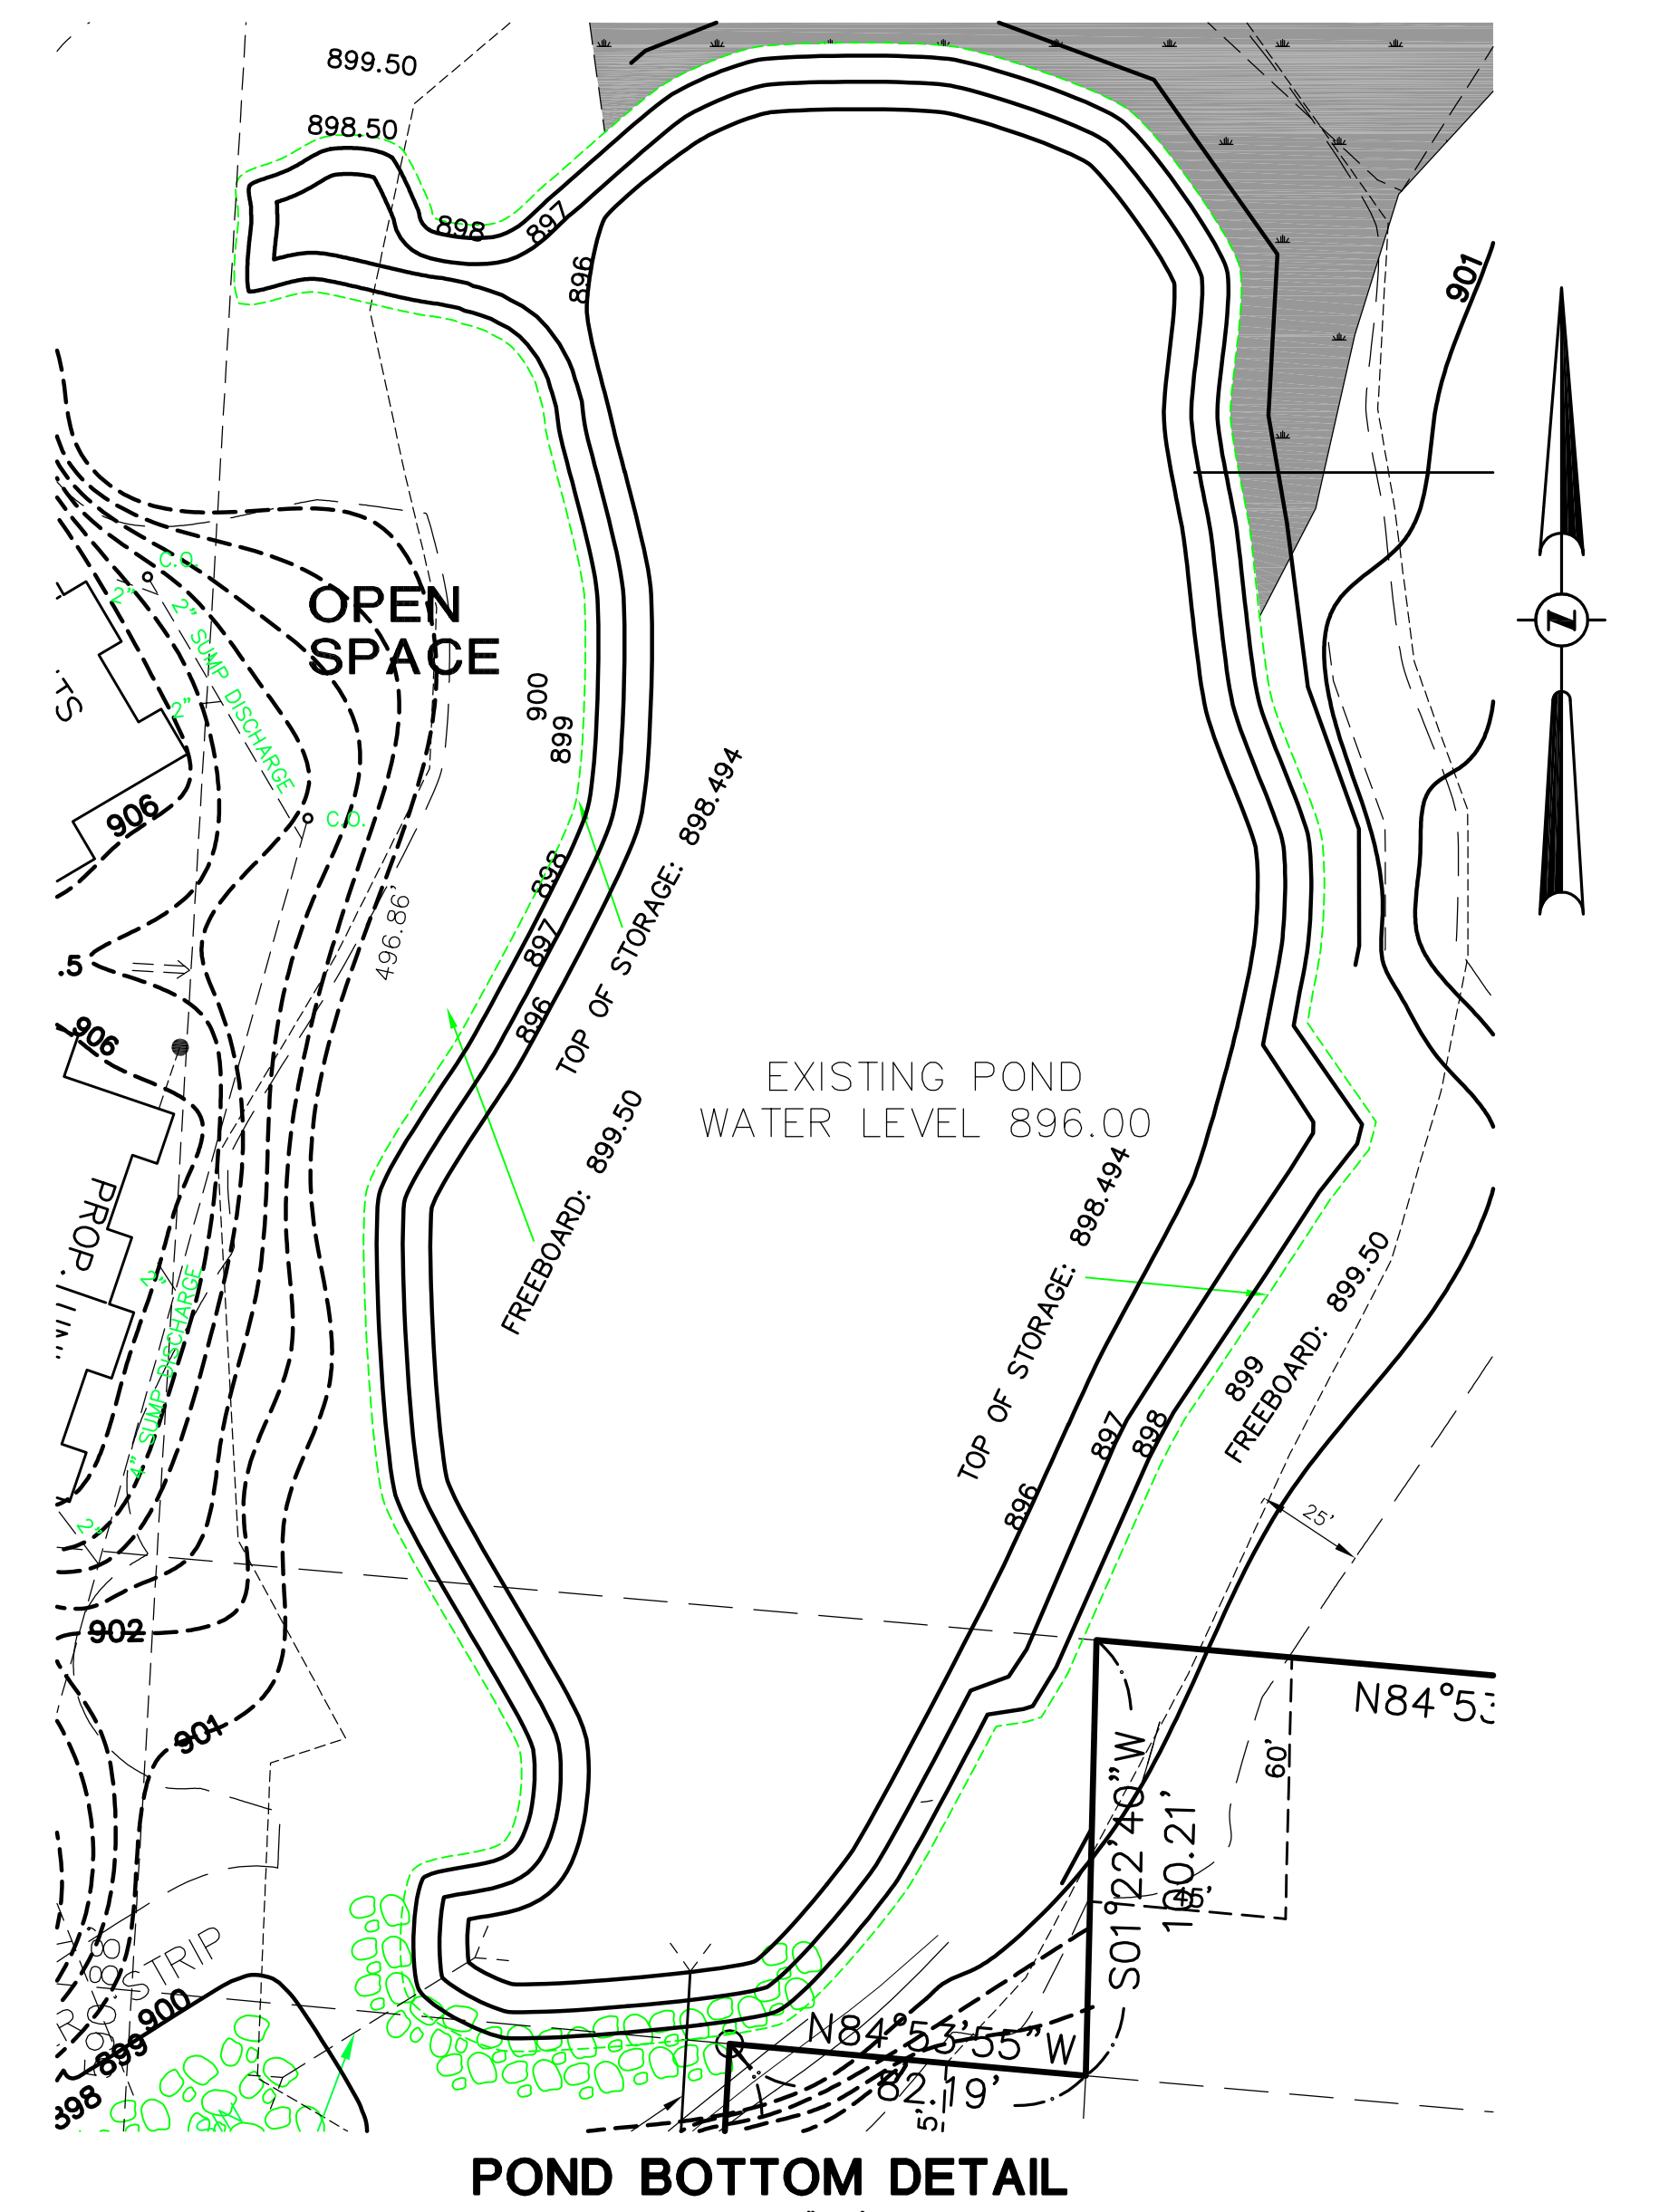 899.50
898.50
898
897
896
901
C.O.
2"
2" SUMP DISCHARGE
2"
OPEN
SPACE
900
899
TOP OF STORAGE: 898.494
906
C.O.
898
496.86'
897
.5
896
906
EXISTING POND
WATER LEVEL 896.00
FREEBOARD: 899.50
TOP OF STORAGE: 898.494
PROP.
2"
4" SUMP DISCHARGE
FREEBOARD: 899.50
899
897
898
896
25'
2"
902
N84°53
901
60'
S01°22'40"W
100.21'
45'
STRIP
900
899
898
N84°53'55"W
82.19'
5'
Z
POND BOTTOM DETAIL